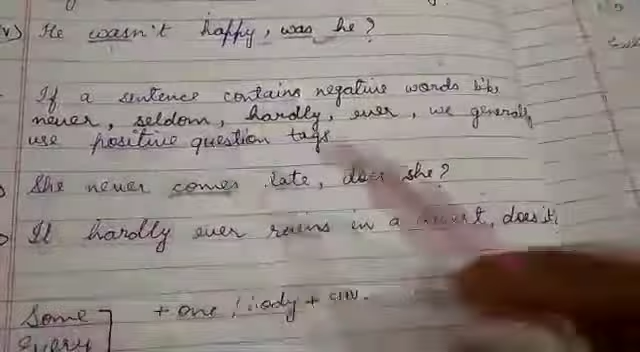 v) He wasn't happy, was he?
If a sentence contains negative words like
never, seldom, hardly, ever, we generally
use positive question tags
She never comes late, does she?
It hardly ever rains in a desert, does it
Some + one / body + sin.
Every